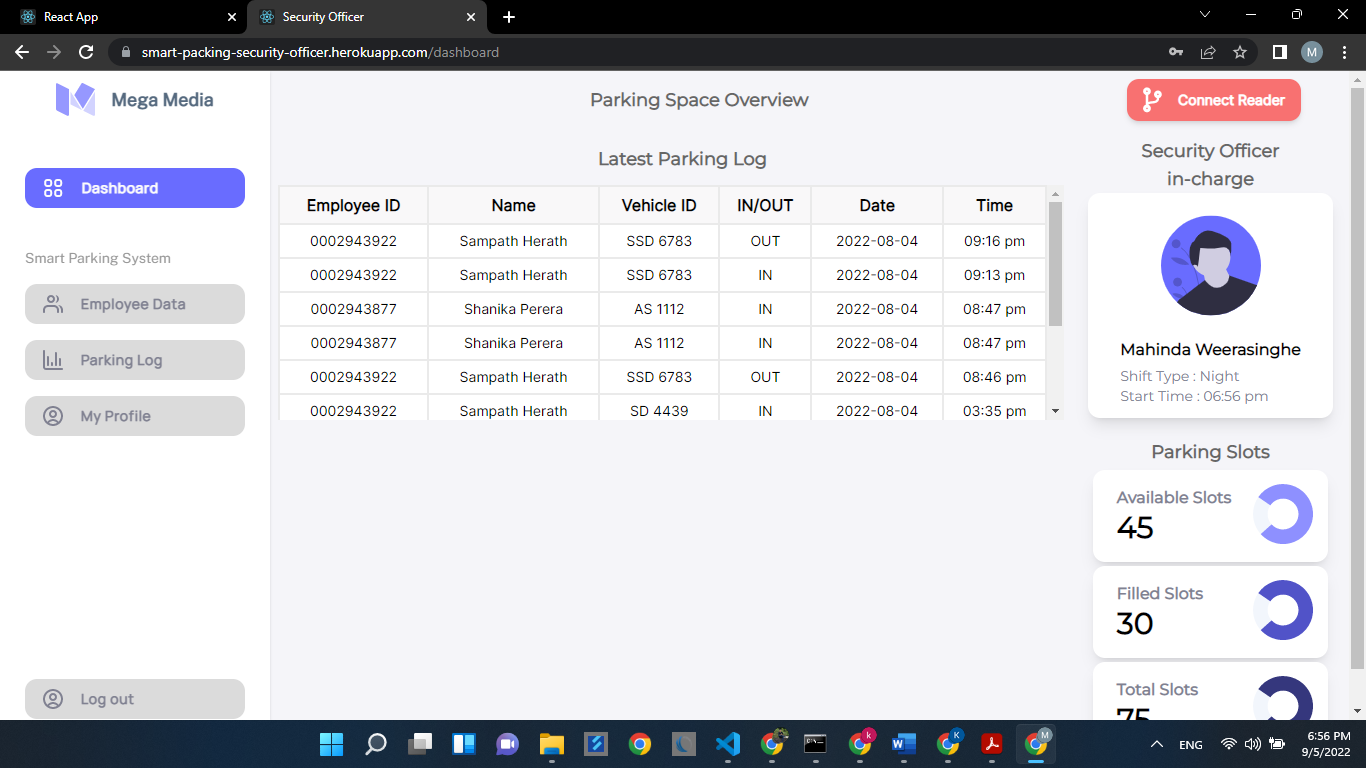 React App
Security Officer
smart-packing-security-officer.herokuapp.com/dashboard
M
Mega Media
Dashboard
Smart Parking System
Employee Data
Parking Log
My Profile
Log out
Parking Space Overview
Latest Parking Log
Employee ID Name Vehicle ID IN/OUT Date Time
0002943922 Sampath Herath SSD 6783 OUT 2022-08-04 09:16 pm
0002943922 Sampath Herath SSD 6783 IN 2022-08-04 09:13 pm
0002943877 Shanika Perera AS 1112 IN 2022-08-04 08:47 pm
0002943877 Shanika Perera AS 1112 IN 2022-08-04 08:47 pm
0002943922 Sampath Herath SSD 6783 OUT 2022-08-04 08:46 pm
0002943922 Sampath Herath SD 4439 IN 2022-08-04 03:35 pm
Connect Reader
Security Officer
in-charge
Mahinda Weerasinghe
Shift Type : Night
Start Time : 06:56 pm
Parking Slots
Available Slots
45
Filled Slots
30
Total Slots
75
k
K
M
ENG
6:56 PM
9/5/2022